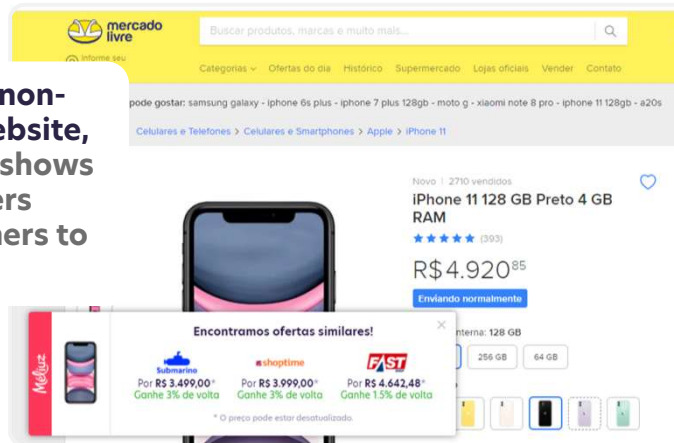 mercado
livre
Buscar produtos, marcas e muito mais...
Informe seu
Categorias Ofertas do dia Histórico Supermercado Lojas oficiais Vender Contato
non-
ebsite,
shows
ers
ners to
pode gostar: samsung galaxy - iphone 6s plus - iphone 7 plus 128gb - moto g - xiaomi note 8 pro - iphone 11 128gb - a20s
Celulares e Telefones > Celulares e Smartphones > Apple > iPhone 11
Novo | 2710 vendidos
iPhone 11 128 GB Preto 4 GB
RAM
(393)
R$4.92085
Enviando normalmente
nterna: 128 GB
256 GB 64 GB
Méliuz
Encontramos ofertas similares!
Submarino shoptime FAST
Por R$ 3.499,00* Por R$ 3.999,00* Por R$ 4.642,48*
Ganhe 3% de volta Ganhe 3% de volta Ganhe 1.5% de volta
* O preço pode estar desatualizado.